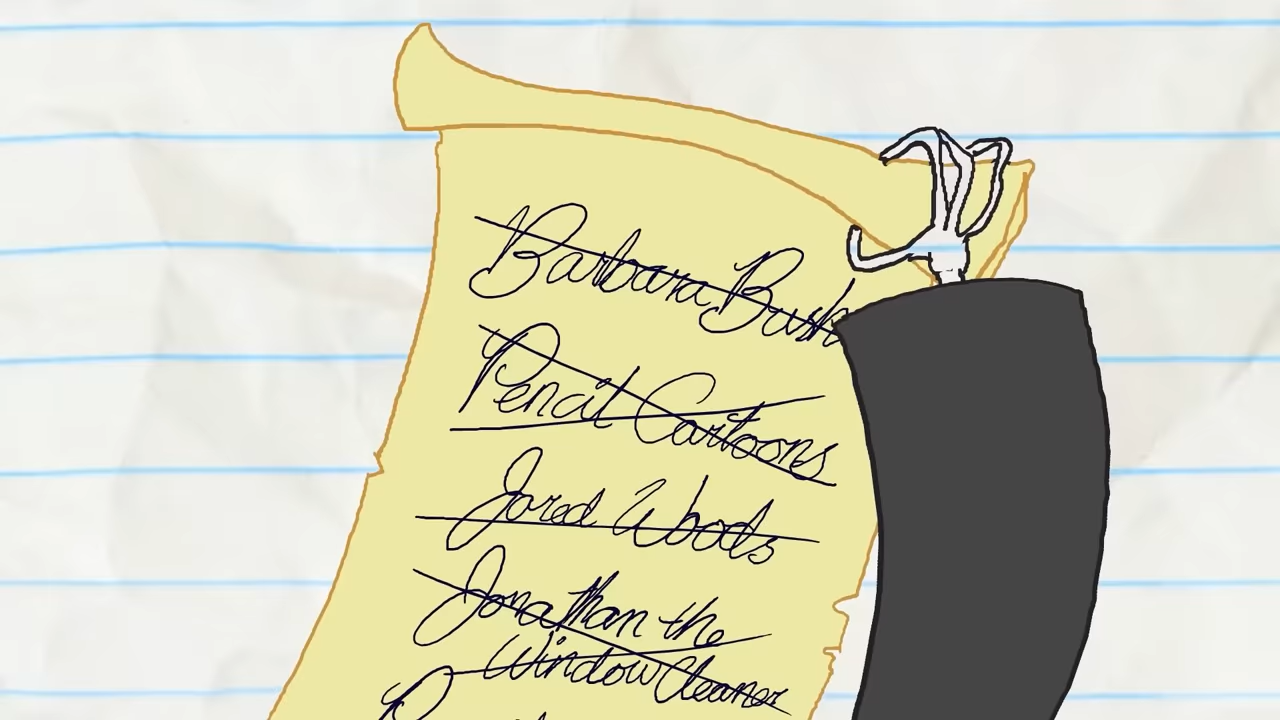 Barbara Bush
Pencil Cartoons
Jared Woods
Jonathan the
Window Cleaner